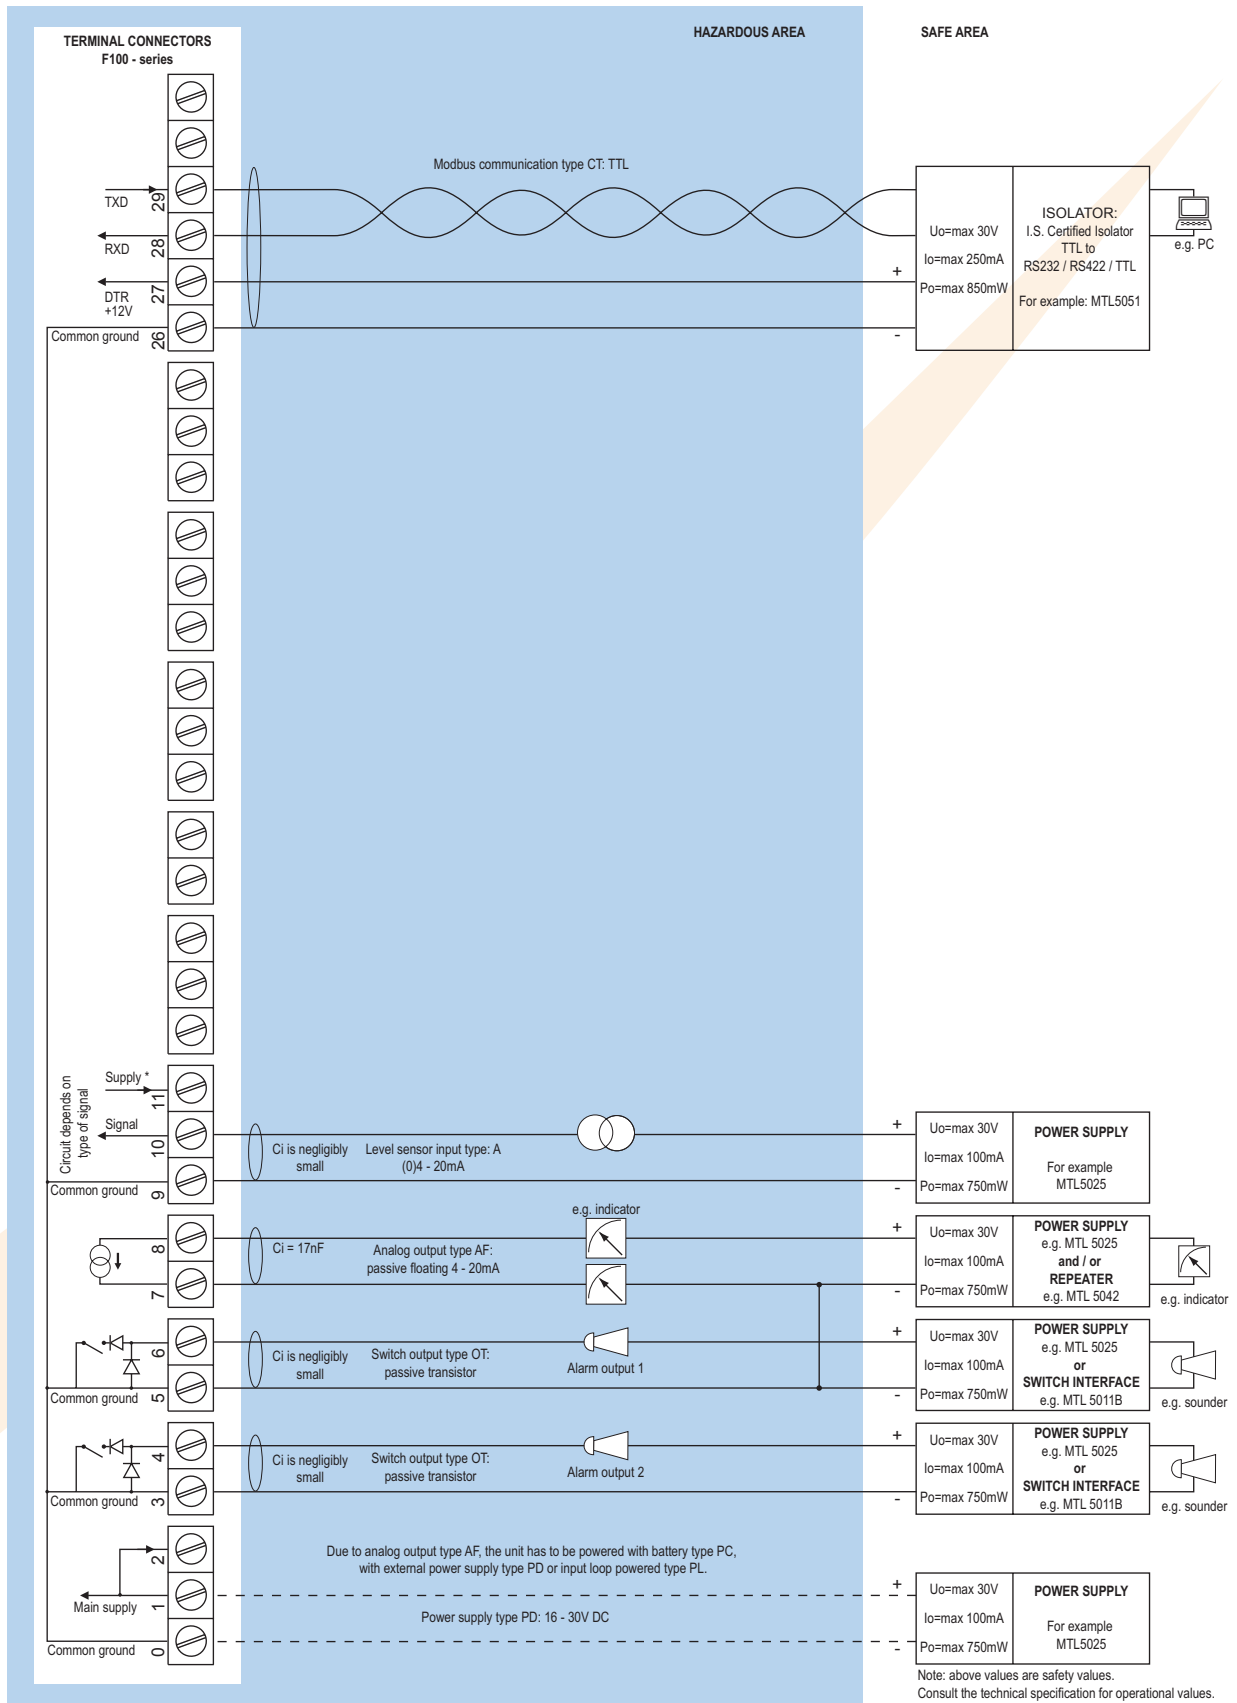 HAZARDOUS AREA
SAFE AREA
TERMINAL CONNECTORS
F100 - series
Modbus communication type CT: TTL
TXD
29
RXD
28
DTR
+12V
27
Common ground
26
+
-
Uo=max 30V
Io=max 250mA
Po=max 850mW
ISOLATOR:
I.S. Certified Isolator
TTL to
RS232 / RS422 / TTL
For example: MTL5051
e.g. PC
Circuit depends on
type of signal
Supply *
11
Signal
10
Common ground
9
Ci is negligibly
small
Level sensor input type: A
(0)4 - 20mA
+
-
Uo=max 30V
Io=max 100mA
Po=max 750mW
POWER SUPPLY
For example
MTL5025
8
7
Ci = 17nF
Analog output type AF:
passive floating 4 - 20mA
e.g. indicator
+
-
Uo=max 30V
Io=max 100mA
Po=max 750mW
POWER SUPPLY
e.g. MTL 5025
and / or
REPEATER
e.g. MTL 5042
e.g. indicator
6
Common ground
5
Ci is negligibly
small
Switch output type OT:
passive transistor
Alarm output 1
+
-
Uo=max 30V
Io=max 100mA
Po=max 750mW
POWER SUPPLY
e.g. MTL 5025
or
SWITCH INTERFACE
e.g. MTL 5011B
e.g. sounder
4
Common ground
3
Ci is negligibly
small
Switch output type OT:
passive transistor
Alarm output 2
+
-
Uo=max 30V
Io=max 100mA
Po=max 750mW
POWER SUPPLY
e.g. MTL 5025
or
SWITCH INTERFACE
e.g. MTL 5011B
e.g. sounder
2
Main supply
1
Common ground
0
Due to analog output type AF, the unit has to be powered with battery type PC,
with external power supply type PD or input loop powered type PL.
Power supply type PD: 16 - 30V DC
+
-
Uo=max 30V
Io=max 100mA
Po=max 750mW
POWER SUPPLY
For example
MTL5025
Note: above values are safety values.
Consult the technical specification for operational values.